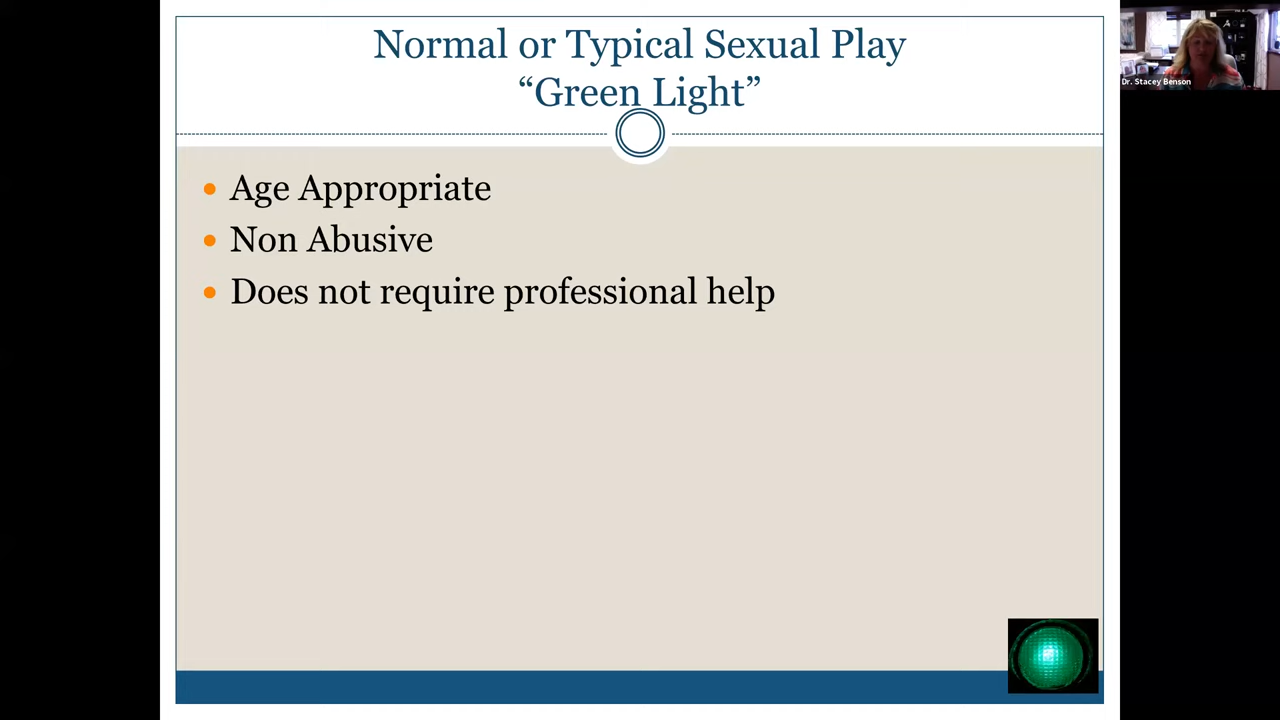 Normal or Typical Sexual Play
“Green Light”
Dr. Stacey Benson
Age Appropriate
Non Abusive
Does not require professional help